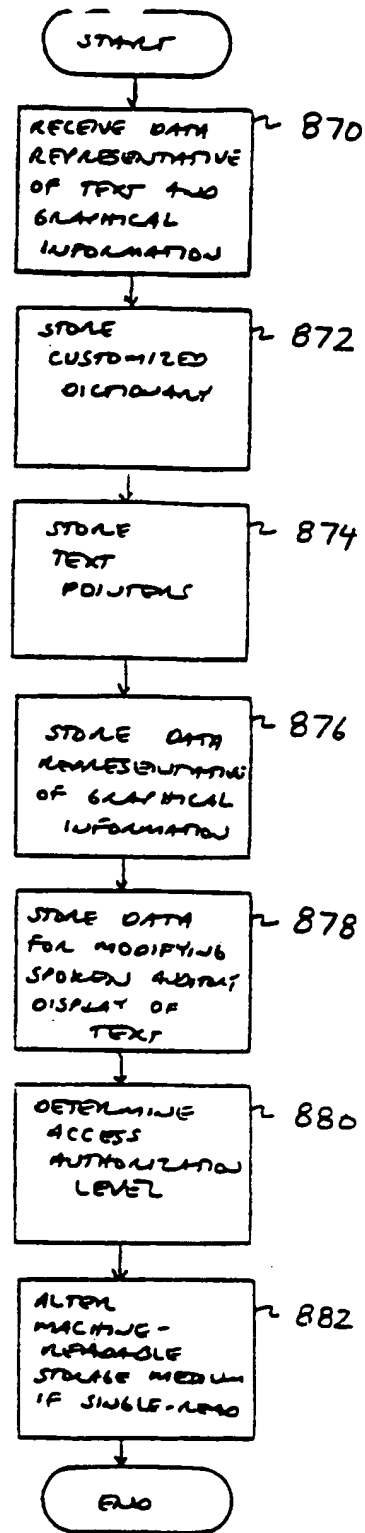 START
RECEIVE DATA
REPRESENTATIVE
OF TEXT AND
GRAPHICAL
INFORMATION
870
STORE
CUSTOMIZED
DICTIONARY
872
STORE
TEXT
POINTERS
874
STORE DATA
REPRESENTATIVE
OF GRAPHICAL
INFORMATION
876
STORE DATA
FOR MODIFYING
SPOKEN AUDITORY
DISPLAY OF
TEXT
878
DETERMINE
ACCESS
AUTHORIZATION
LEVEL
880
ALTER
MACHINE-
READABLE
STORAGE MEDIUM
IF SINGLE-READ
882
END